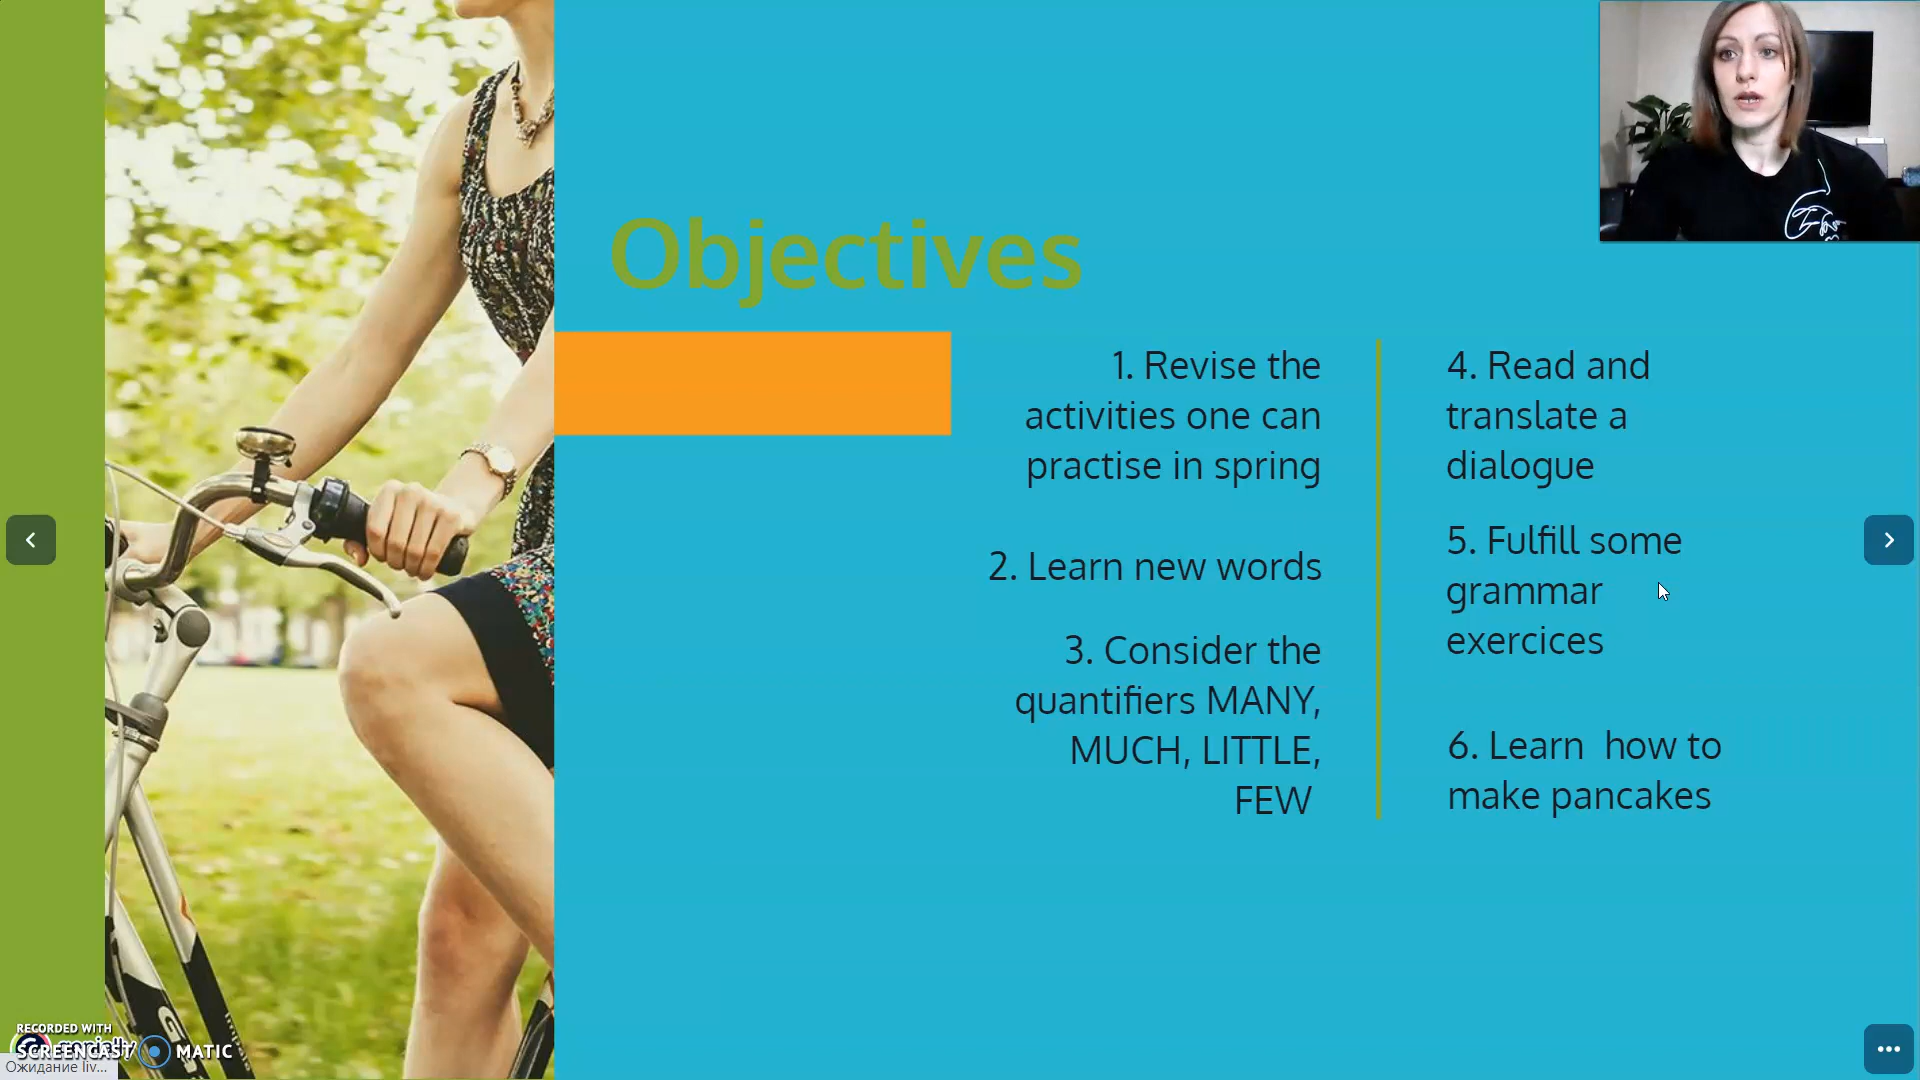 Objectives
1. Revise the
activities one can
practise in spring
2. Learn new words
3. Consider the
quantifiers MANY,
MUCH, LITTLE,
FEW
4. Read and
translate a
dialogue
5. Fulfill some
grammar
exercices
6. Learn  how to
make pancakes
RECORDED WITH
SCREENCAST MATIC
Ожидание liv...